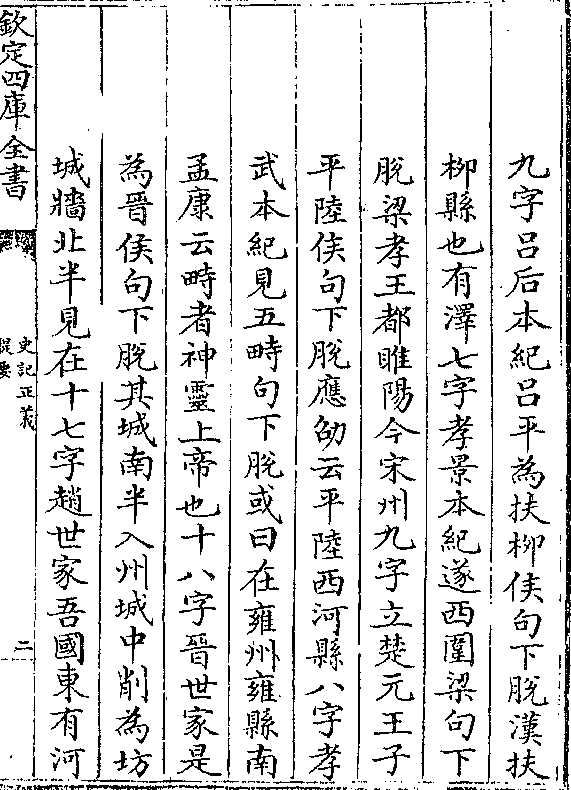 九字吕后本紀吕平為扶柳侯句下脫漢扶
柳縣也有澤七字孝景本紀遂西圍梁句下
脫梁孝王都睢陽今宋州九字立楚元王子
平陸侯句下脫應劭云平陸西河縣八字孝
武本紀見五畤句下脫或曰在雍州雍縣南
孟康云畤者神靈上帝也十八字晉世家是
為晉侯句下脫其城南半入州城中削為坊
城牆北半見在十七字趙世家吾國東有河
欽定四庫全書
史記正義
提要
二